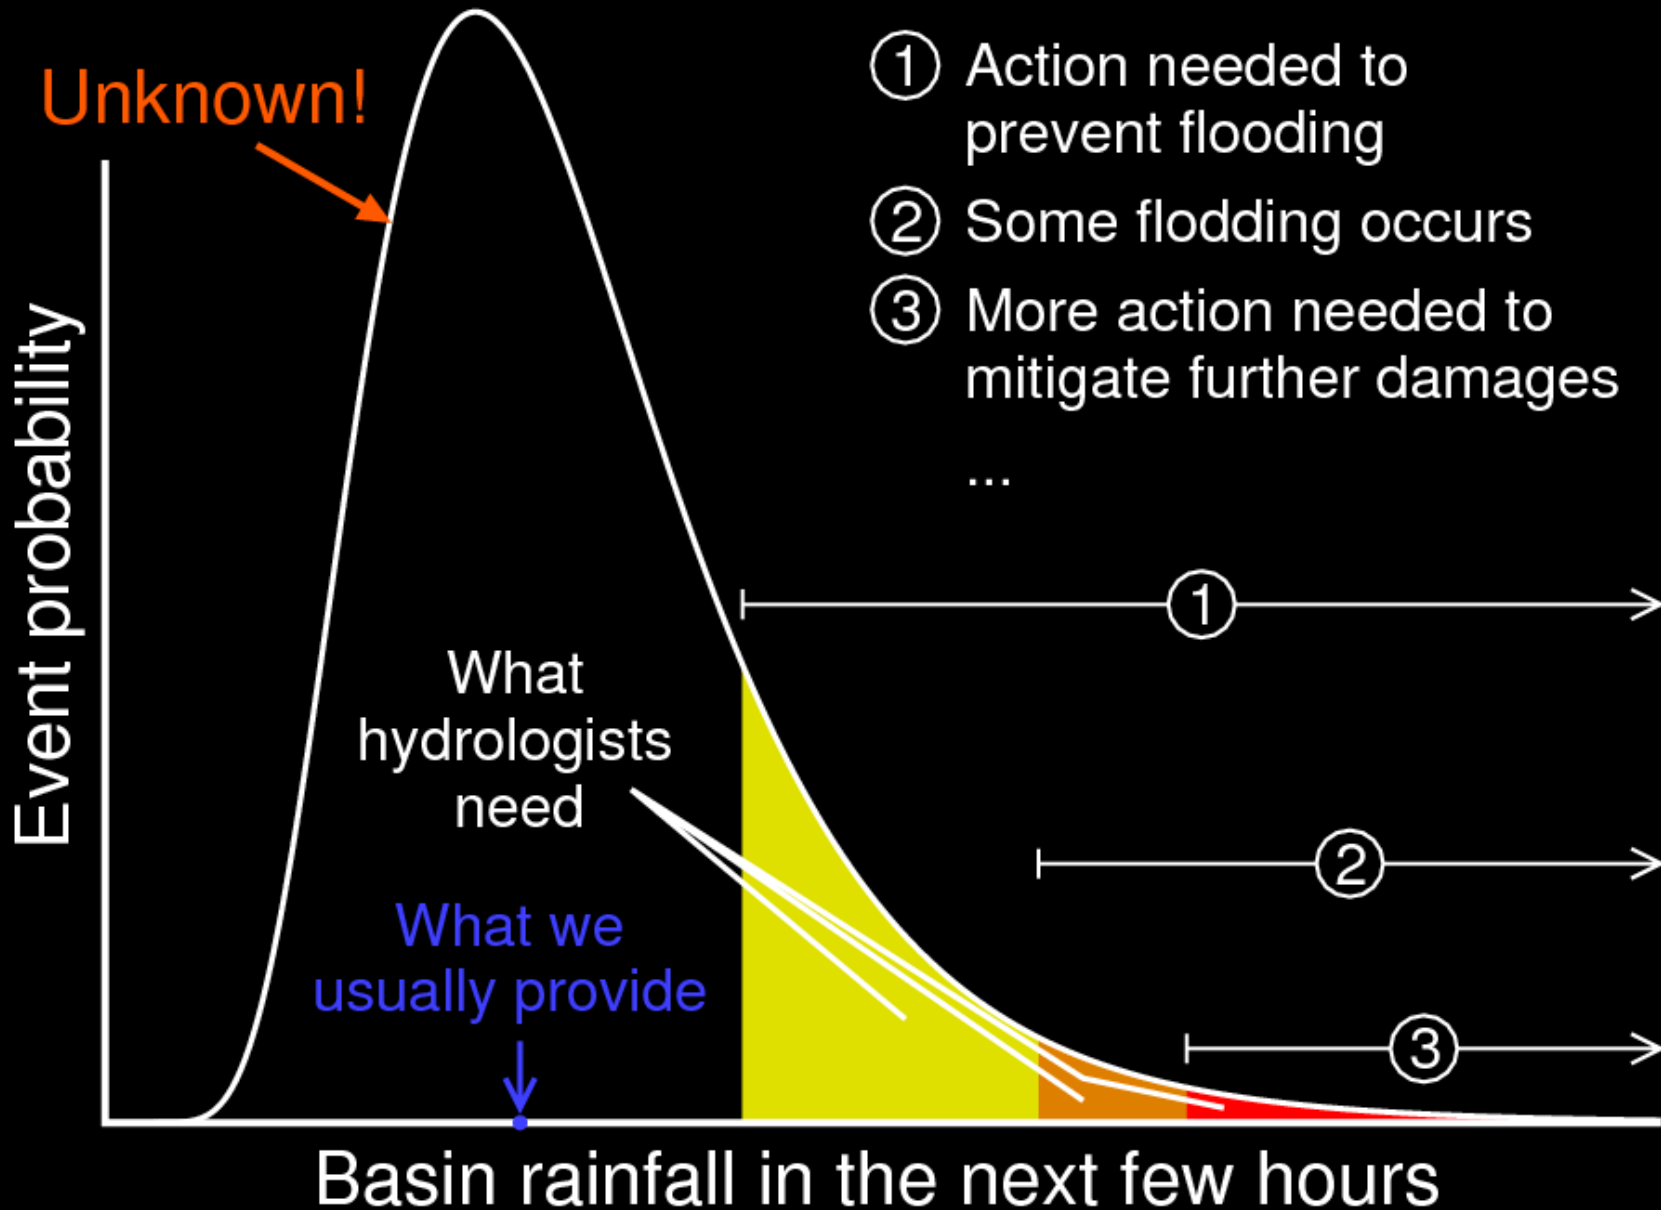 Unknown!
① Action needed to
prevent flooding
② Some flodding occurs
③ More action needed to
mitigate further damages
...
Event probability
①
What
hydrologists
need
②
What we
usually provide
③
Basin rainfall in the next few hours